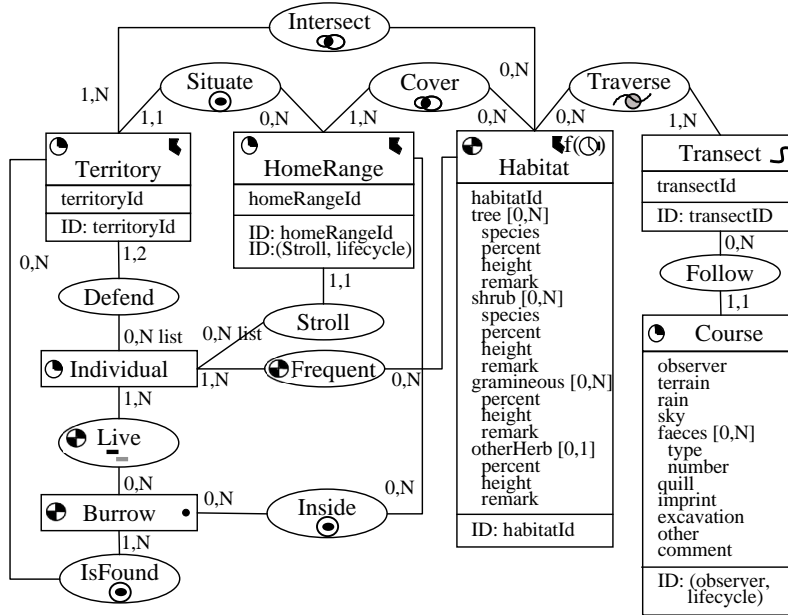 Intersect
1,N
0,N
Situate
1,1
0,N
Cover
1,N
0,N
Traverse
0,N
1,N
Territory
territoryId
ID: territoryId
HomeRange
homeRangeId
ID: homeRangeId
ID:(Stroll, lifecycle)
f( )
Habitat
habitatId
tree [0,N]
species
percent
height
remark
shrub [0,N]
species
percent
height
remark
gramineous [0,N]
percent
height
remark
otherHerb [0,1]
percent
height
remark
ID: habitatId
Transect
transectId
ID: transectID
0,N
Follow
1,1
Course
observer
terrain
rain
sky
faeces [0,N]
type
number
quill
imprint
excavation
other
comment
ID: (observer,
lifecycle)
0,N
1,2
Defend
0,N list
1,1
Stroll
0,N list
Individual
1,N
Frequent
0,N
1,N
Live
0,N
Burrow
0,N
Inside
0,N
1,N
IsFound